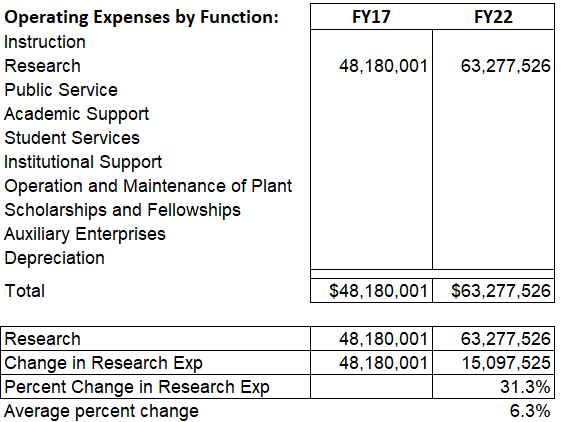 Operating Expenses by Function: FY17 FY22
Instruction
Research 48,180,001 63,277,526
Public Service
Academic Support
Student Services
Institutional Support
Operation and Maintenance of Plant
Scholarships and Fellowships
Auxiliary Enterprises
Depreciation
Total $48,180,001 $63,277,526
Research 48,180,001 63,277,526
Change in Research Exp 48,180,001 15,097,525
Percent Change in Research Exp 31.3%
Average percent change 6.3%